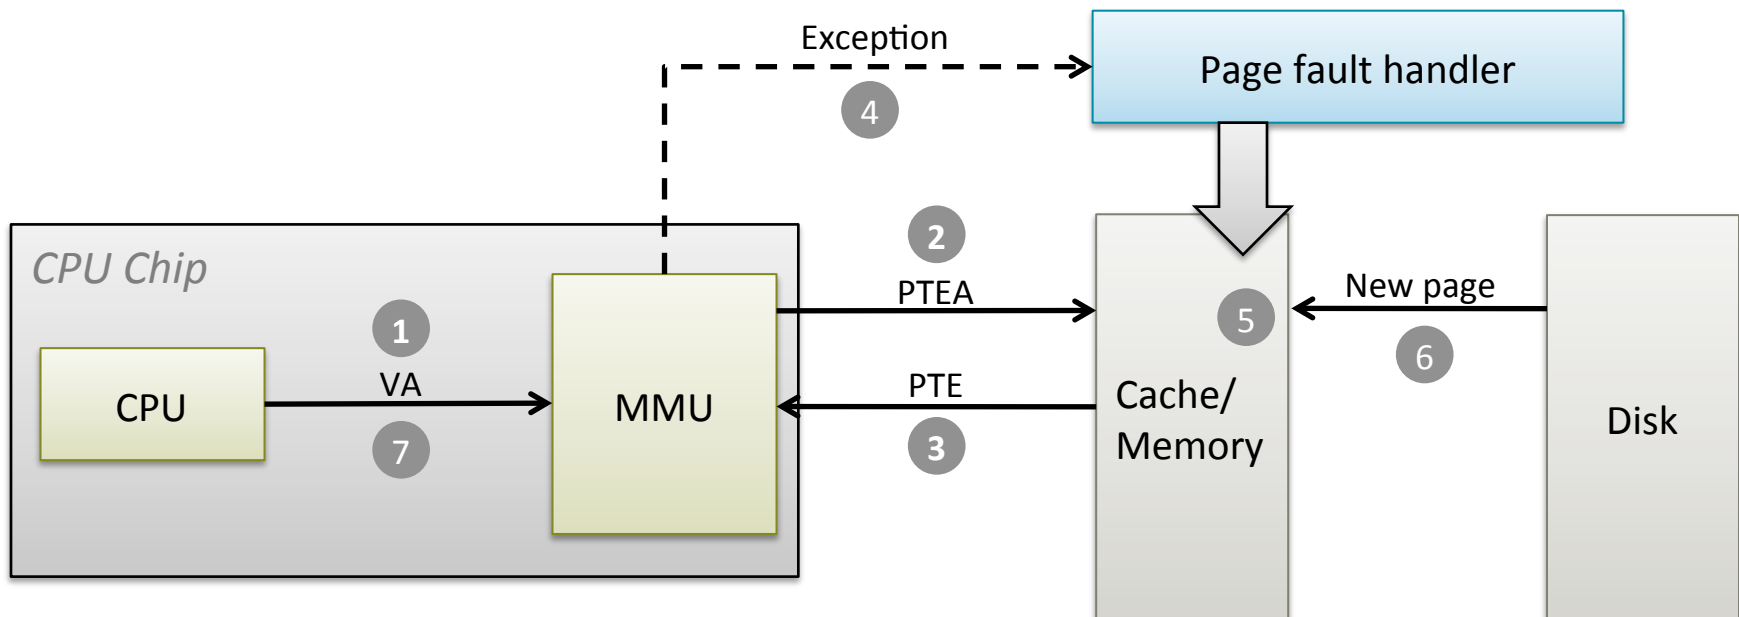 Exception
Page fault handler
4
2
CPU Chip
PTEA
New page
1
5
6
VA
PTE
CPU
MMU
Cache/
Memory
Disk
7
3